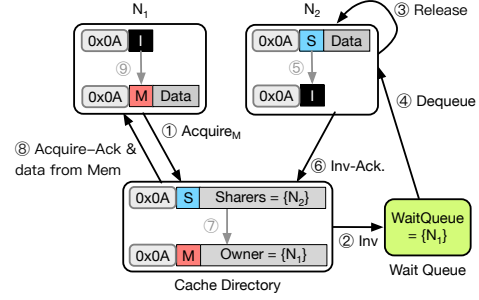 N1
N2
③ Release
0x0A I
0x0A S Data
⑨
⑤
0x0A M Data
0x0A I
④ Dequeue
① AcquireM
⑧ Acquire-Ack &
data from Mem
⑥ Inv-Ack.
0x0A S Sharers = {N2}
⑦
0x0A M Owner = {N1}
② Inv
WaitQueue
= {N1}
Wait Queue
Cache Directory